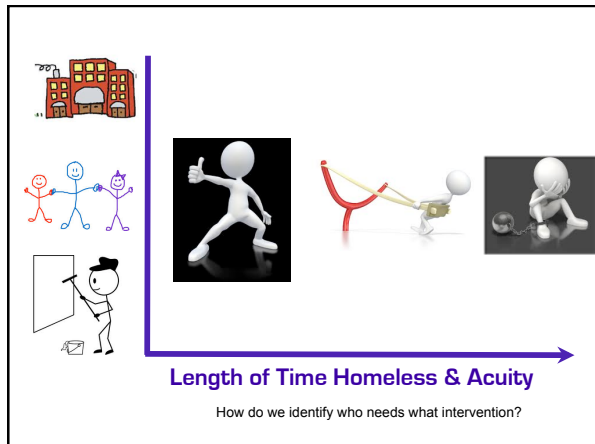 Length of Time Homeless & Acuity
How do we identify who needs what intervention?